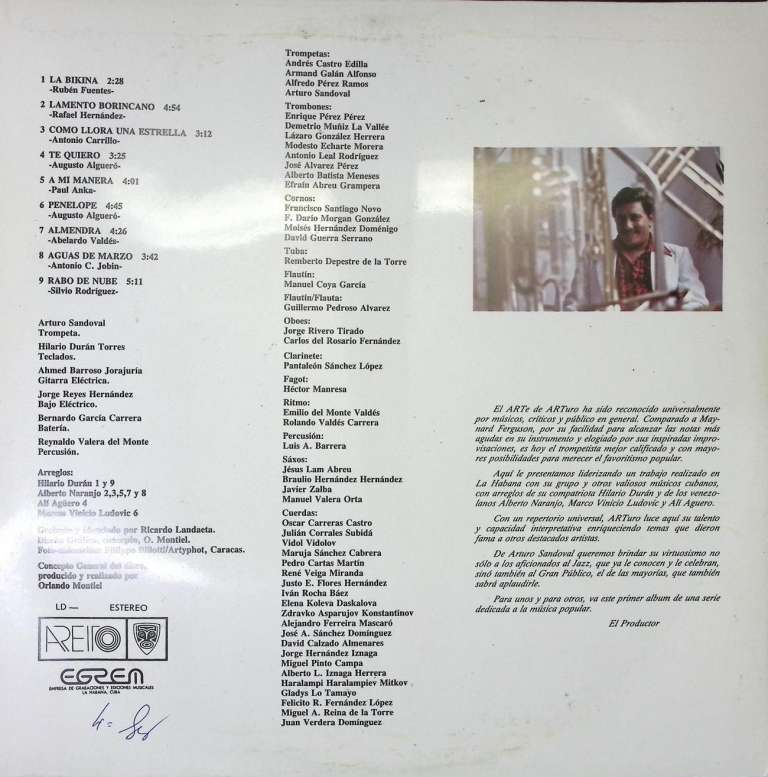 1 LA BIKINA 2:28
-Rubén Fuentes-
2 LAMENTO BORINCANO 4:54
-Rafael Hernández-
3 COMO LLORA UNA ESTRELLA 3:12
-Antonio Carrillo-
4 TE QUIERO 3:25
-Augusto Algueró-
5 A MI MANERA 4:01
-Paul Anka-
6 PENELOPE 4:45
-Augusto Algueró-
7 ALMENDRA 4:26
-Abelardo Valdés-
8 AGUAS DE MARZO 3:42
-Antonio C. Jobin-
9 RABO DE NUBE 5:11
-Silvio Rodríguez-
Arturo Sandoval
Trompeta.
Hilario Durán Torres
Teclados.
Ahmed Barroso Jorajuría
Gitarra Eléctrica.
Jorge Reyes Hernández
Bajo Eléctrico.
Bernardo García Carrera
Batería.
Reynaldo Valera del Monte
Percusión.
Arreglos:
Hilario Durán 1 y 9
Alberto Naranjo 2,3,5,7 y 8
Alí Agüero 4
Marcus Vinicio Ludovic 6
por Ricardo Landaeta.
O. Montiel.
/Artyphot, Caracas.
Concepto General del disco,
producido y realizado por
Orlando Montiel
LD — ESTEREO
AREITO
EGREM
EMPRESA DE GRABACIONES Y EDICIONES MUSICALES
LA HABANA, CUBA
Trompetas:
Andrés Castro Edilla
Armand Galán Alfonso
Alfredo Pérez Ramos
Arturo Sandoval
Trombones:
Enrique Pérez Pérez
Demetrio Muñiz La Vallée
Lázaro González Herrera
Modesto Echarte Morera
Antonio Leal Rodríguez
José Alvarez Pérez
Alberto Batista Meneses
Efraín Abreu Grampera
Cornos:
Francisco Santiago Novo
F. Darío Morgan González
Moisés Hernández Doménigo
David Guerra Serrano
Tuba:
Remberto Depestre de la Torre
Flautín:
Manuel Coya García
Flautín/Flauta:
Guillermo Pedroso Alvarez
Oboes:
Jorge Rivero Tirado
Carlos del Rosario Fernández
Clarinete:
Pantaleón Sánchez López
Fagot:
Héctor Manresa
Ritmo:
Emilio del Monte Valdés
Rolando Valdés Carrera
Percusión:
Luis A. Barrera
Sáxos:
Jésus Lam Abreu
Braulio Hernández Hernández
Javier Zalba
Manuel Valera Orta
Cuerdas:
Oscar Carreras Castro
Julián Corrales Subidá
Vidol Vidolov
Maruja Sánchez Cabrera
Pedro Cartas Martín
René Veiga Miranda
Justo E. Flores Hernández
Iván Rocha Báez
Elena Koleva Daskalova
Zdravko Asparujov Konstantinov
Alejandro Ferreira Mascaró
José A. Sánchez Domínguez
David Calzado Almenares
Jorge Hernández Iznaga
Miguel Pinto Campa
Alberto L. Iznaga Herrera
Haralampi Haralampiev Mitkov
Gladys Lo Tamayo
Felicito R. Fernández López
Miguel A. Reina de la Torre
Juan Verdera Domínguez
El ARTe de ARTuro ha sido reconocido universalmente
por músicos, críticos y público en general. Comparado a May-
nard Ferguson, por su facilidad para alcanzar las notas más
agudas en su instrumento y elogiado por sus inspiradas impro-
visaciones, es hoy el trompetista mejor calificado y con mayo-
res posibilidades para merecer el favoritismo popular.
Aquí le presentamos liderizando un trabajo realizado en
La Habana con su grupo y otros valiosos músicos cubanos,
con arreglos de su compatriota Hilario Durán y de los venezo-
lanos Alberto Naranjo, Marco Vinicio Ludovic y Alí Aguero.
Con un repertorio universal, ARTuro luce aquí su talento
y capacidad interpretativa enriqueciendo temas que dieron
fama a otros destacados artistas.
De Arturo Sandoval queremos brindar su virtuosismo no
sólo a los aficionados al Jazz, que ya le conocen y le celebran,
sinó también al Gran Público, el de las mayorías, que también
sabrá aplaudirle.
Para unos y para otros, va este primer album de una serie
dedicada a la música popular.
El Productor